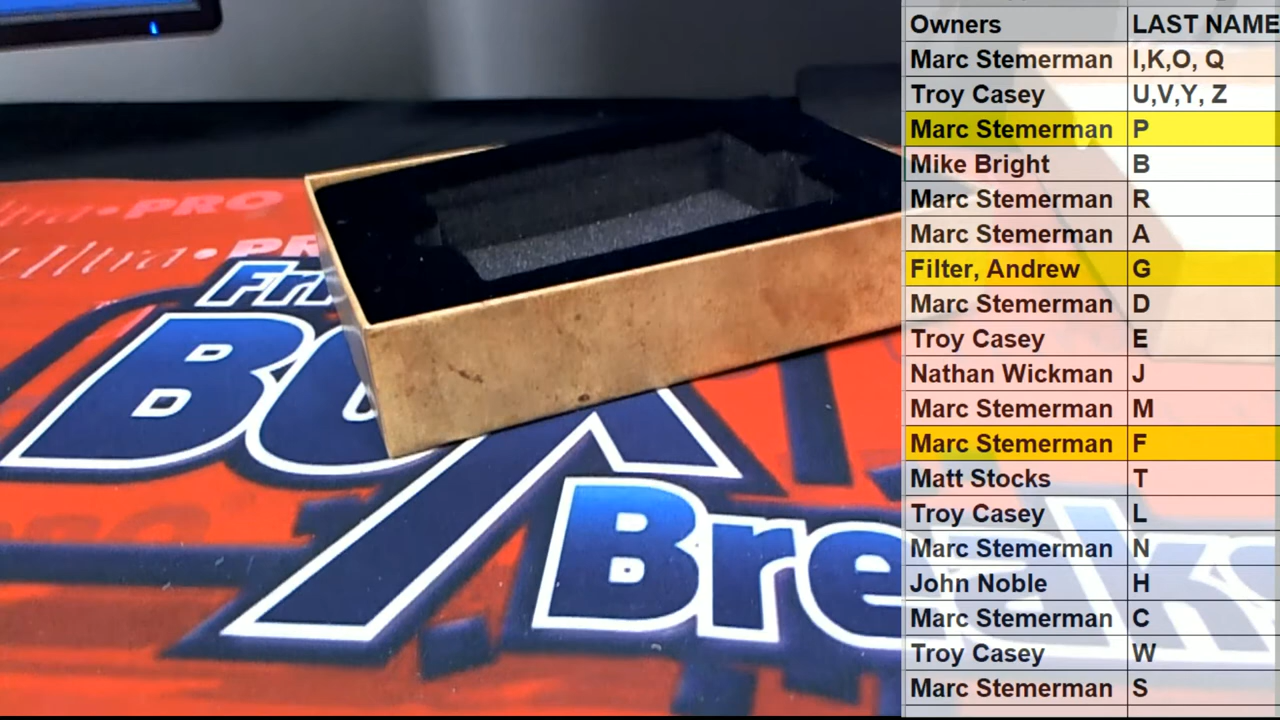 Owners LAST NAME
Marc Stemerman I,K,O, Q
Troy Casey U,V,Y, Z
Marc Stemerman P
Mike Bright B
Marc Stemerman R
Marc Stemerman A
Filter, Andrew G
Marc Stemerman D
Troy Casey E
Nathan Wickman J
Marc Stemerman M
Marc Stemerman F
Matt Stocks T
Troy Casey L
Marc Stemerman N
John Noble H
Marc Stemerman C
Troy Casey W
Marc Stemerman S
Ultra•PRO